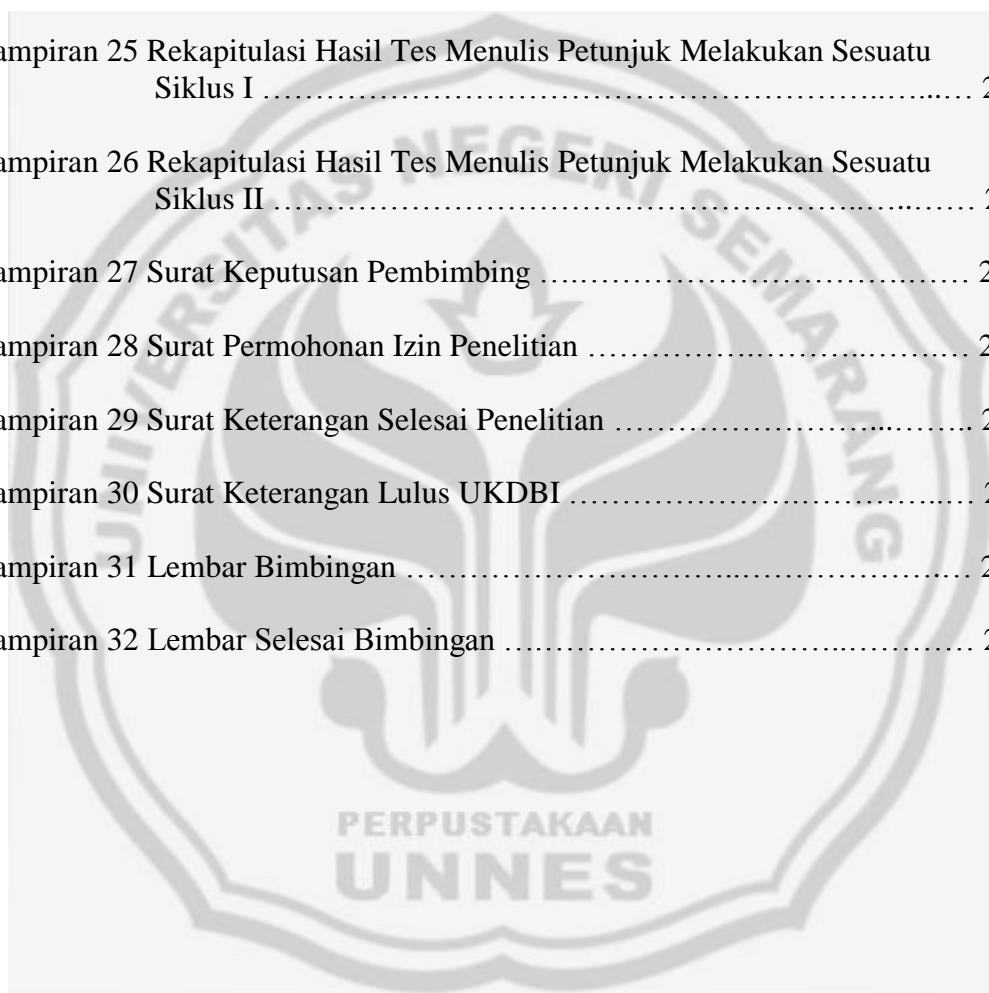 ampiran 25 Rekapitulasi Hasil Tes Menulis Petunjuk Melakukan Sesuatu
Siklus I ………….…………………………………………….…...… 2
ampiran 26 Rekapitulasi Hasil Tes Menulis Petunjuk Melakukan Sesuatu
Siklus II ……………………………………………………….…..…… 2
ampiran 27 Surat Keputusan Pembimbing ….………………………….…… 2
ampiran 28 Surat Permohonan Izin Penelitian …………….………..…….… 2
ampiran 29 Surat Keterangan Selesai Penelitian ……………………...…….. 2
ampiran 30 Surat Keterangan Lulus UKDBI …………………………….…. 2
ampiran 31 Lembar Bimbingan ……………………….……………….… 2
ampiran 32 Lembar Selesai Bimbingan ….………………………..………… 2
UNIVERSITAS NEGERI SEMARANG
PERPUSTAKAAN
UNNES